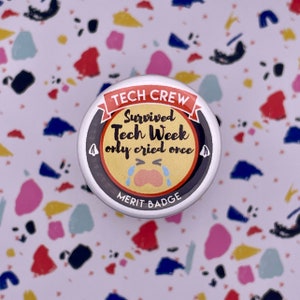 TECH CREW
Survived
Tech Week
only cried once
MERIT BADGE